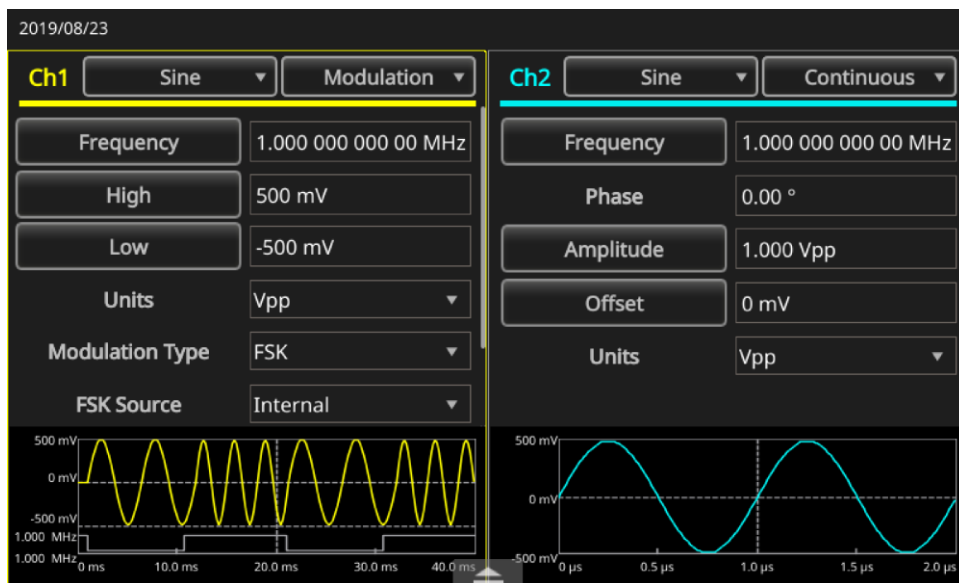 2019/08/23
Ch1 Sine Modulation
Frequency 1.000 000 000 00 MHz
High 500 mV
Low -500 mV
Units Vpp
Modulation Type FSK
FSK Source Internal
500 mV
0 mV
-500 mV
1.000 MHz
1.000 MHz
0 ms 10.0 ms 20.0 ms 30.0 ms 40.0 ms
Ch2 Sine Continuous
Frequency 1.000 000 000 00 MHz
Phase 0.00 °
Amplitude 1.000 Vpp
Offset 0 mV
Units Vpp
500 mV
0 mV
-500 mV
0 µs 0.5 µs 1.0 µs 1.5 µs 2.0 µs